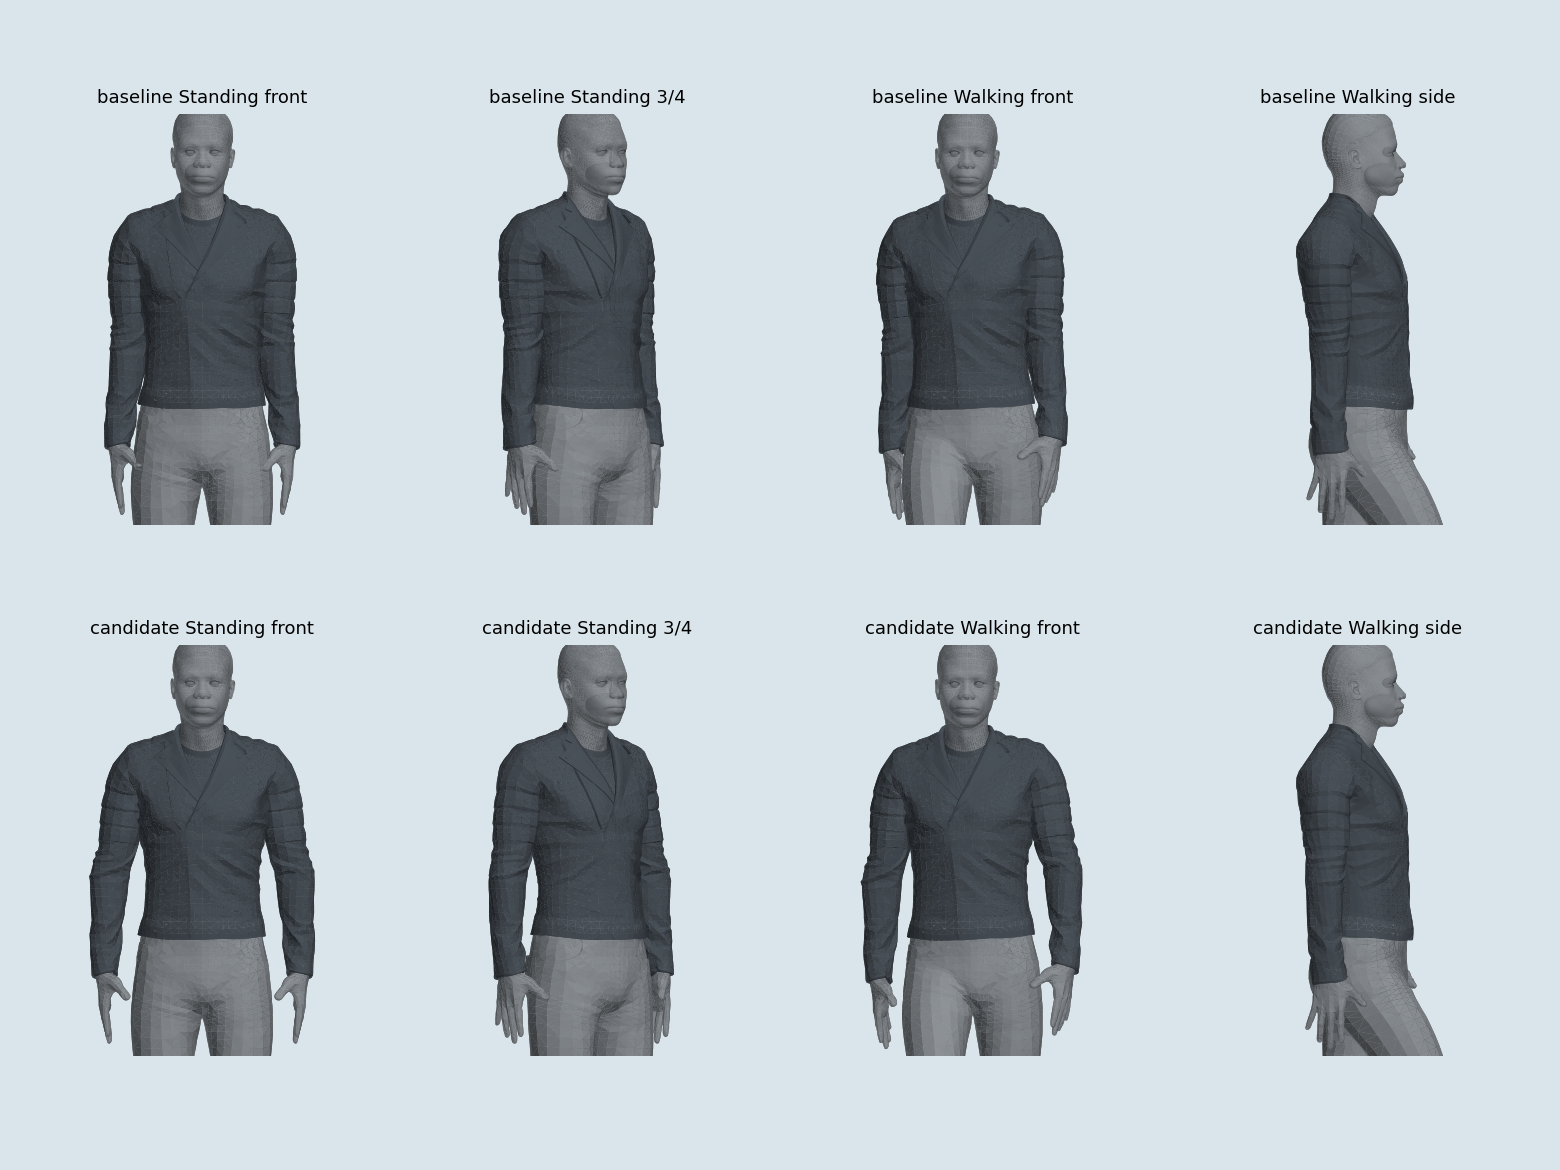 baseline Standing front
baseline Standing 3/4
baseline Walking front
baseline Walking side
candidate Standing front
candidate Standing 3/4
candidate Walking front
candidate Walking side